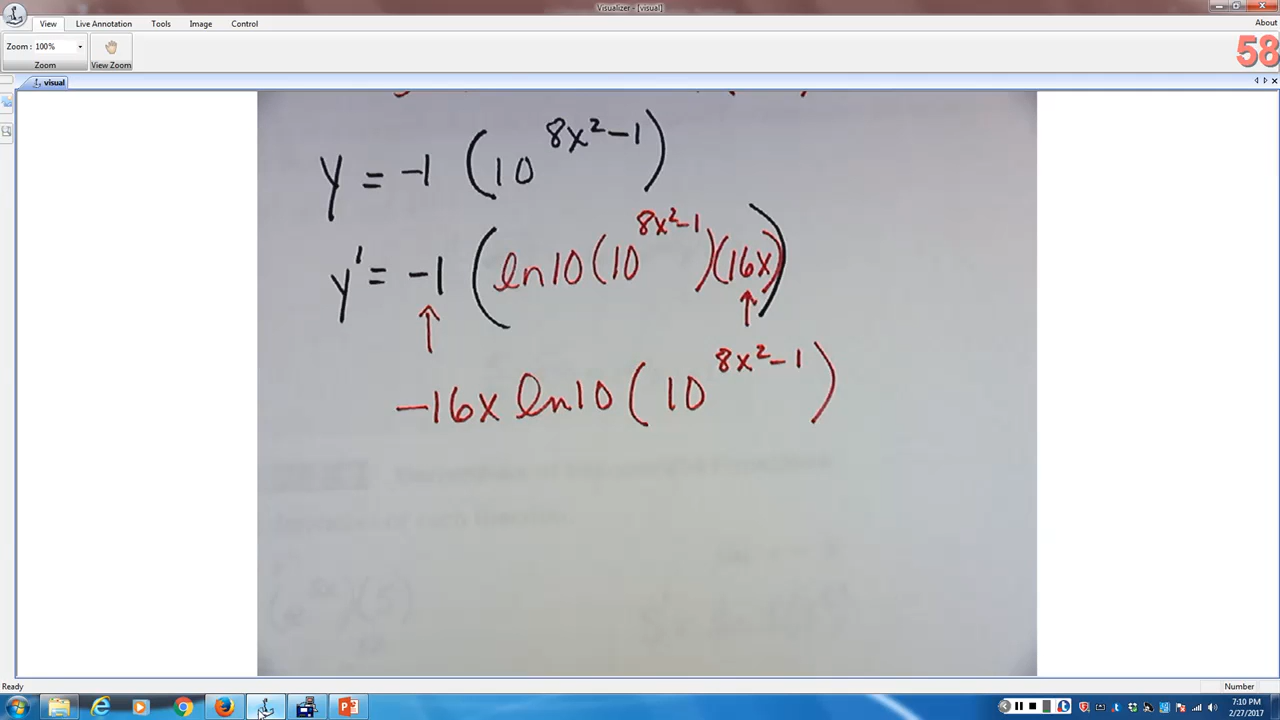 Visualizer - [visual]
View Live Annotation Tools Image Control
About
Zoom : 100%
Zoom View Zoom
58
visual
y = -1 (10^{8x²-1})
y' = -1 (ln10(10^{8x²-1})(16x))
-16x ln10(10^{8x²-1})
Ready
Number
7:10 PM
2/27/2017